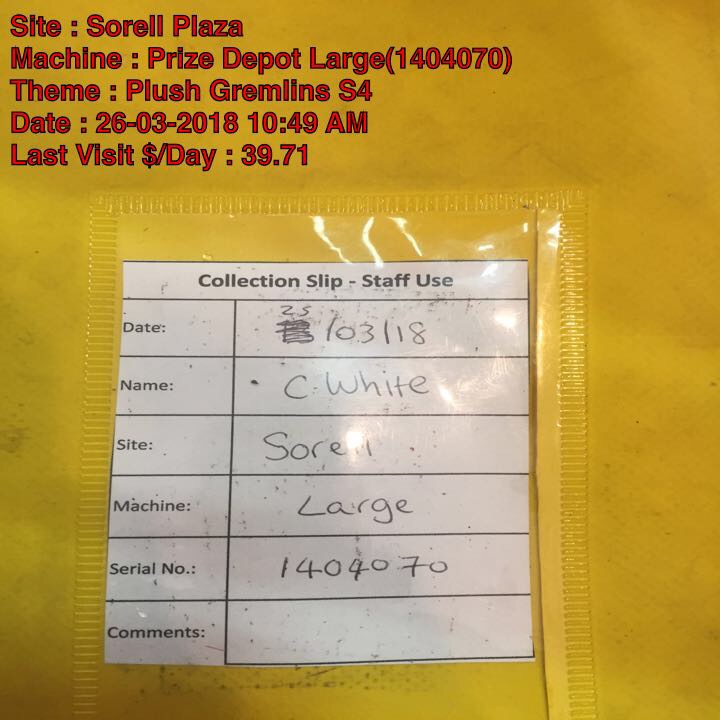 Site : Sorell Plaza
Machine : Prize Depot Large(1404070)
Theme : Plush Gremlins S4
Date : 26-03-2018 10:49 AM
Last Visit $/Day : 39.71
Collection Slip - Staff Use
25
Date: /03/18
Name: C. White
Site: Sorell
Machine: Large
Serial No.: 1404070
Comments: